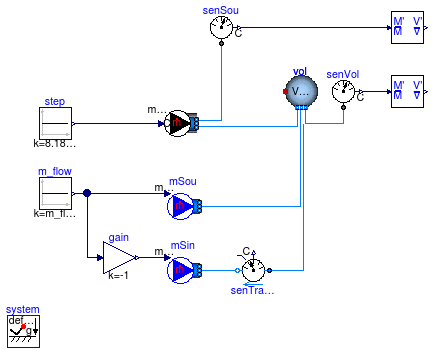 senSou
C
M' V'
M V
vol
V...
senVol
C
M' V'
M V
step
k=8.18...
m...
m_flow
k=m_fl...
m...
mSou
gain
k=-1
m...
mSin
C
senTra...
system
def...
g